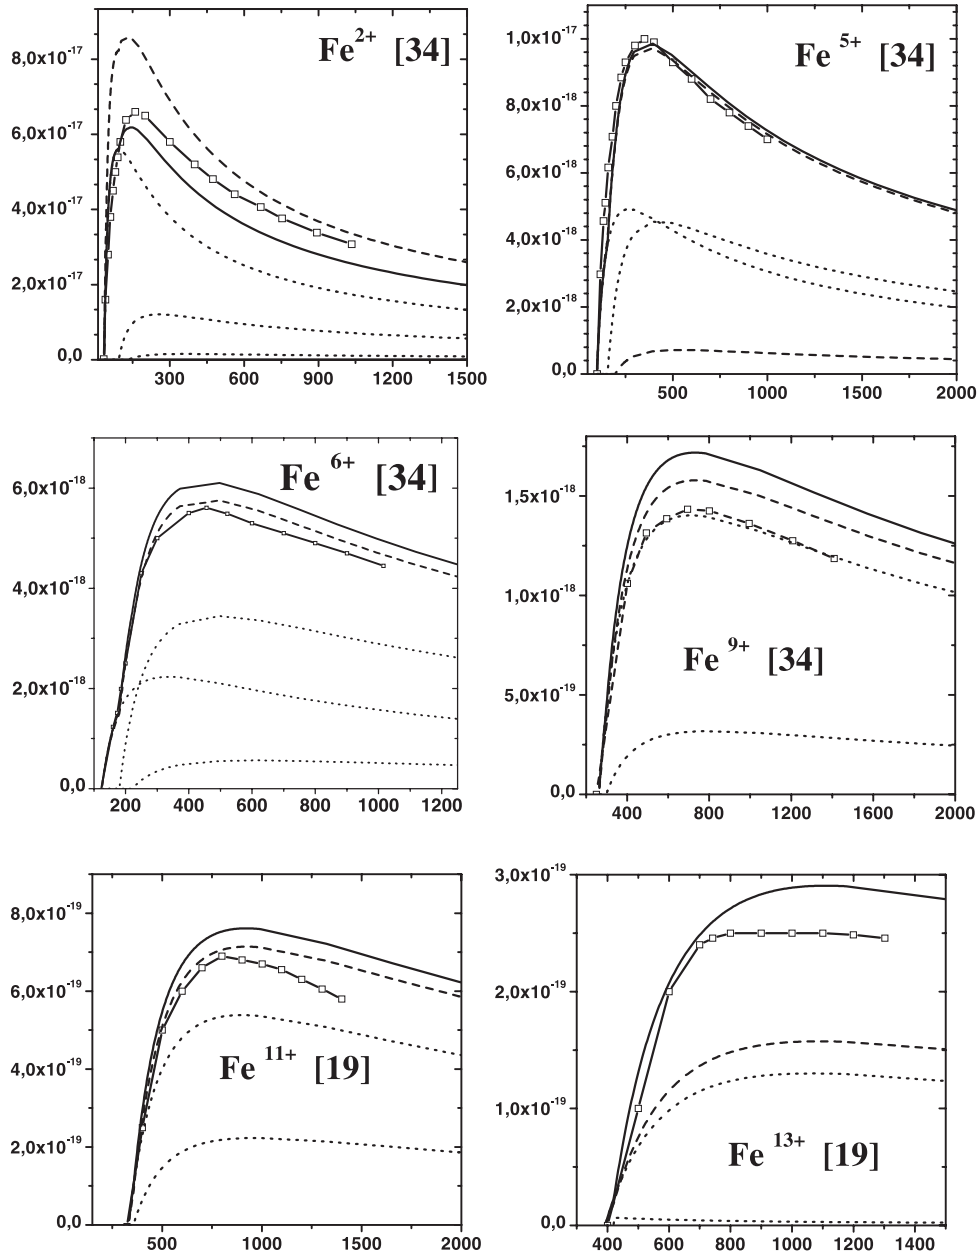 Fe 2+ [34]
8,0x10-17
6,0x10-17
4,0x10-17
2,0x10-17
0,0
300 600 900 1200 1500
Fe 5+ [34]
1,0x10-17
8,0x10-18
6,0x10-18
4,0x10-18
2,0x10-18
0,0
500 1000 1500 2000
Fe 6+ [34]
6,0x10-18
4,0x10-18
2,0x10-18
0,0
200 400 600 800 1000 1200
Fe 9+ [34]
1,5x10-18
1,0x10-18
5,0x10-19
0,0
400 800 1200 1600 2000
Fe 11+ [19]
8,0x10-19
6,0x10-19
4,0x10-19
2,0x10-19
0,0
500 1000 1500 2000
Fe 13+ [19]
3,0x10-19
2,0x10-19
1,0x10-19
0,0
400 600 800 1000 1200 1400